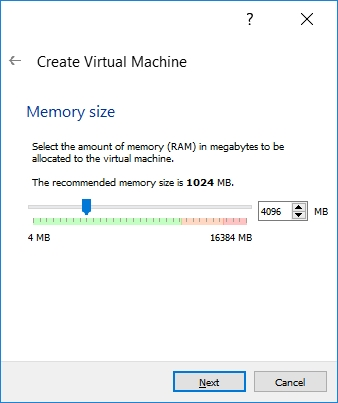 ?
Create Virtual Machine
Memory size
Select the amount of memory (RAM) in megabytes to be
allocated to the virtual machine.
The recommended memory size is 1024 MB.
4096 MB
4 MB 16384 MB
Next Cancel